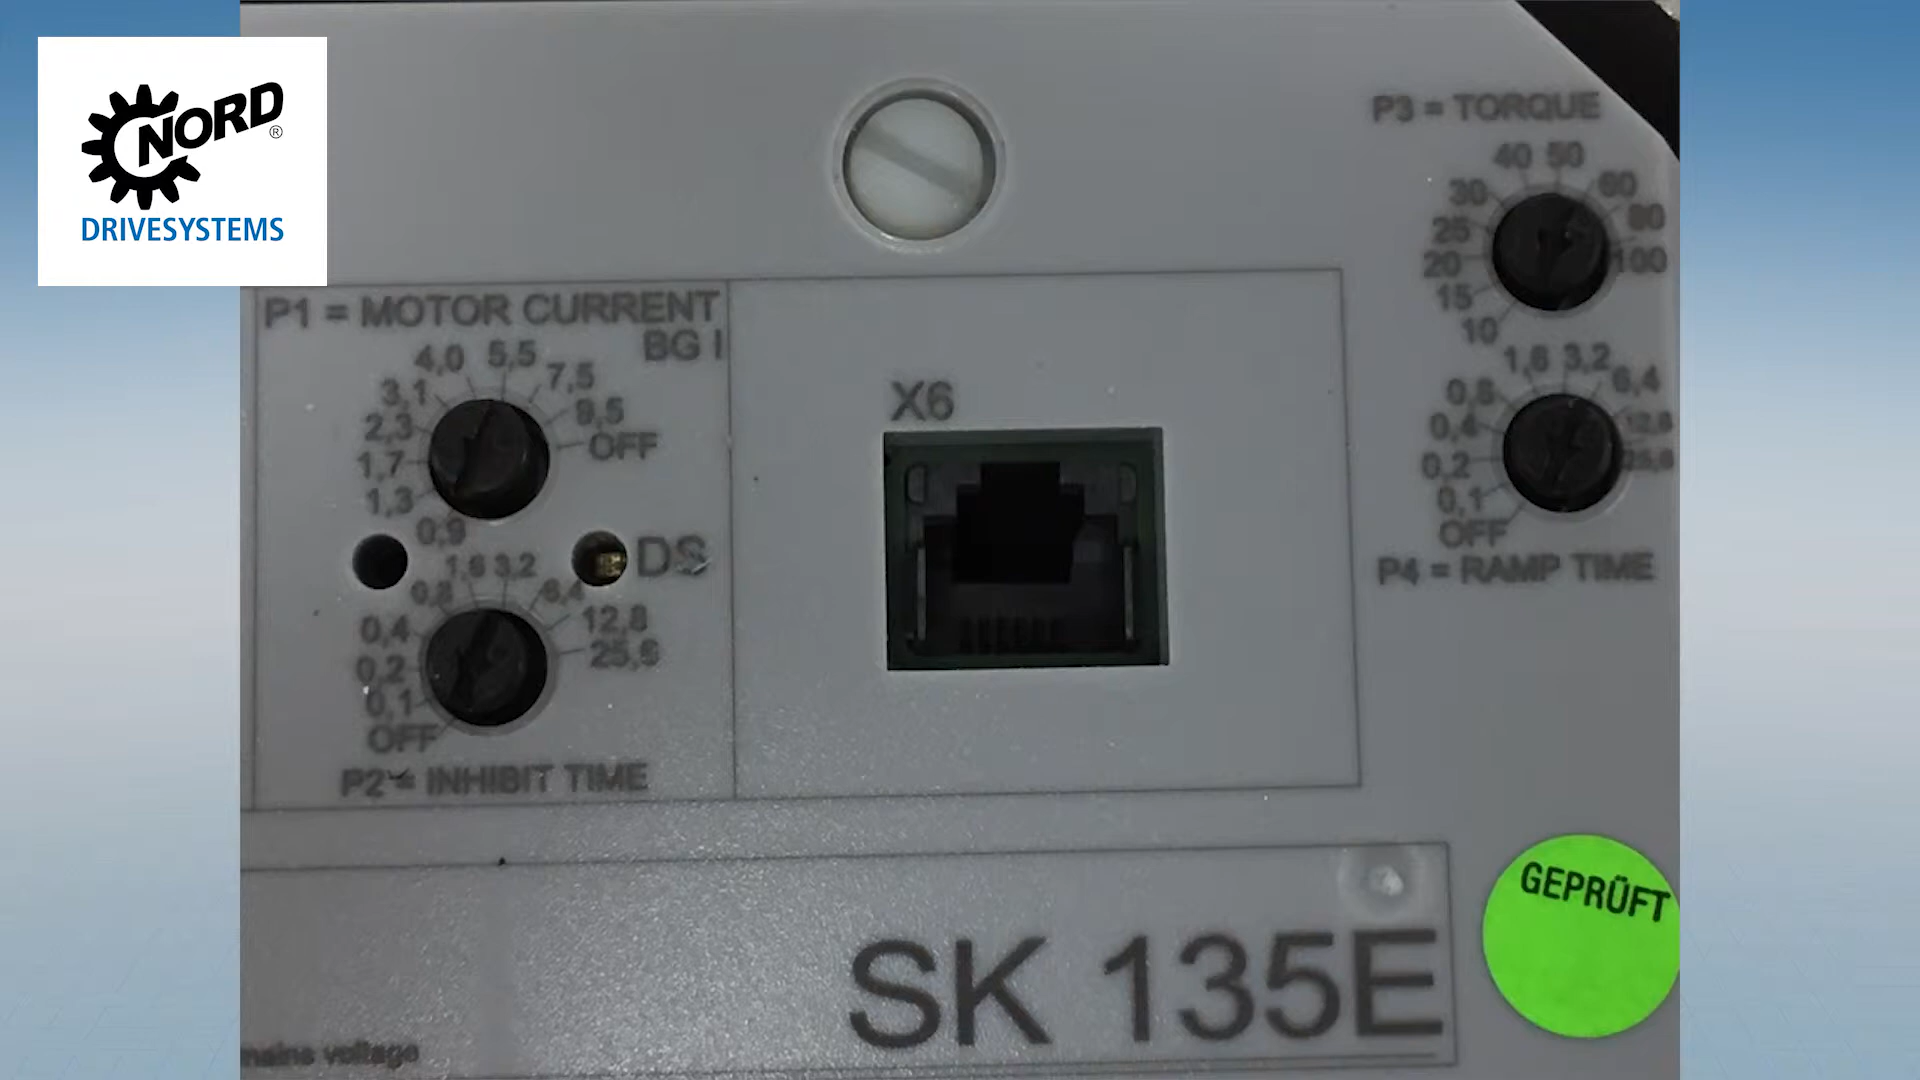 NORD®
DRIVESYSTEMS
P1 = MOTOR CURRENT
BG I
0,9
1,3
1,7
2,3
3,1
4,0
5,5
7,5
9,5
OFF
DS
OFF
0,1
0,2
0,4
0,8
1,6
3,2
6,4
12,8
25,6
P2 = INHIBIT TIME
X6
P3 = TORQUE
10
15
20
25
30
40
50
60
80
100
OFF
0,1
0,2
0,4
0,8
1,6
3,2
6,4
12,8
25,6
P4 = RAMP TIME
SK 135E
GEPRÜFT
mains voltage